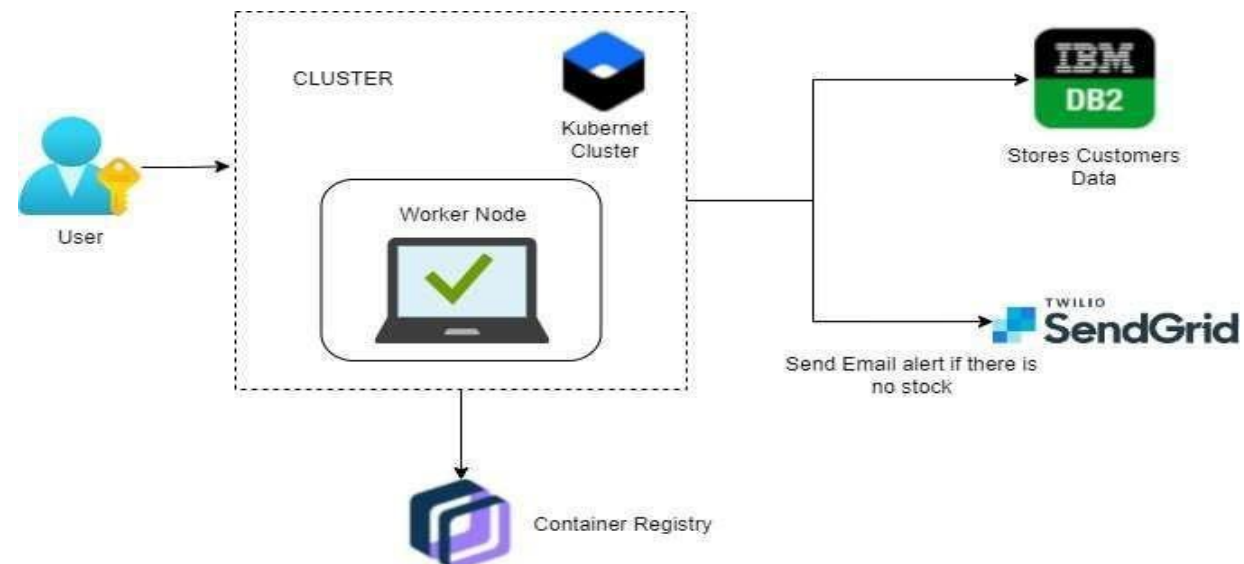 CLUSTER
Kubernet
Cluster
Worker Node
User
IBM
DB2
Stores Customers
Data
TWILIO
SendGrid
Send Email alert if there is
no stock
Container Registry